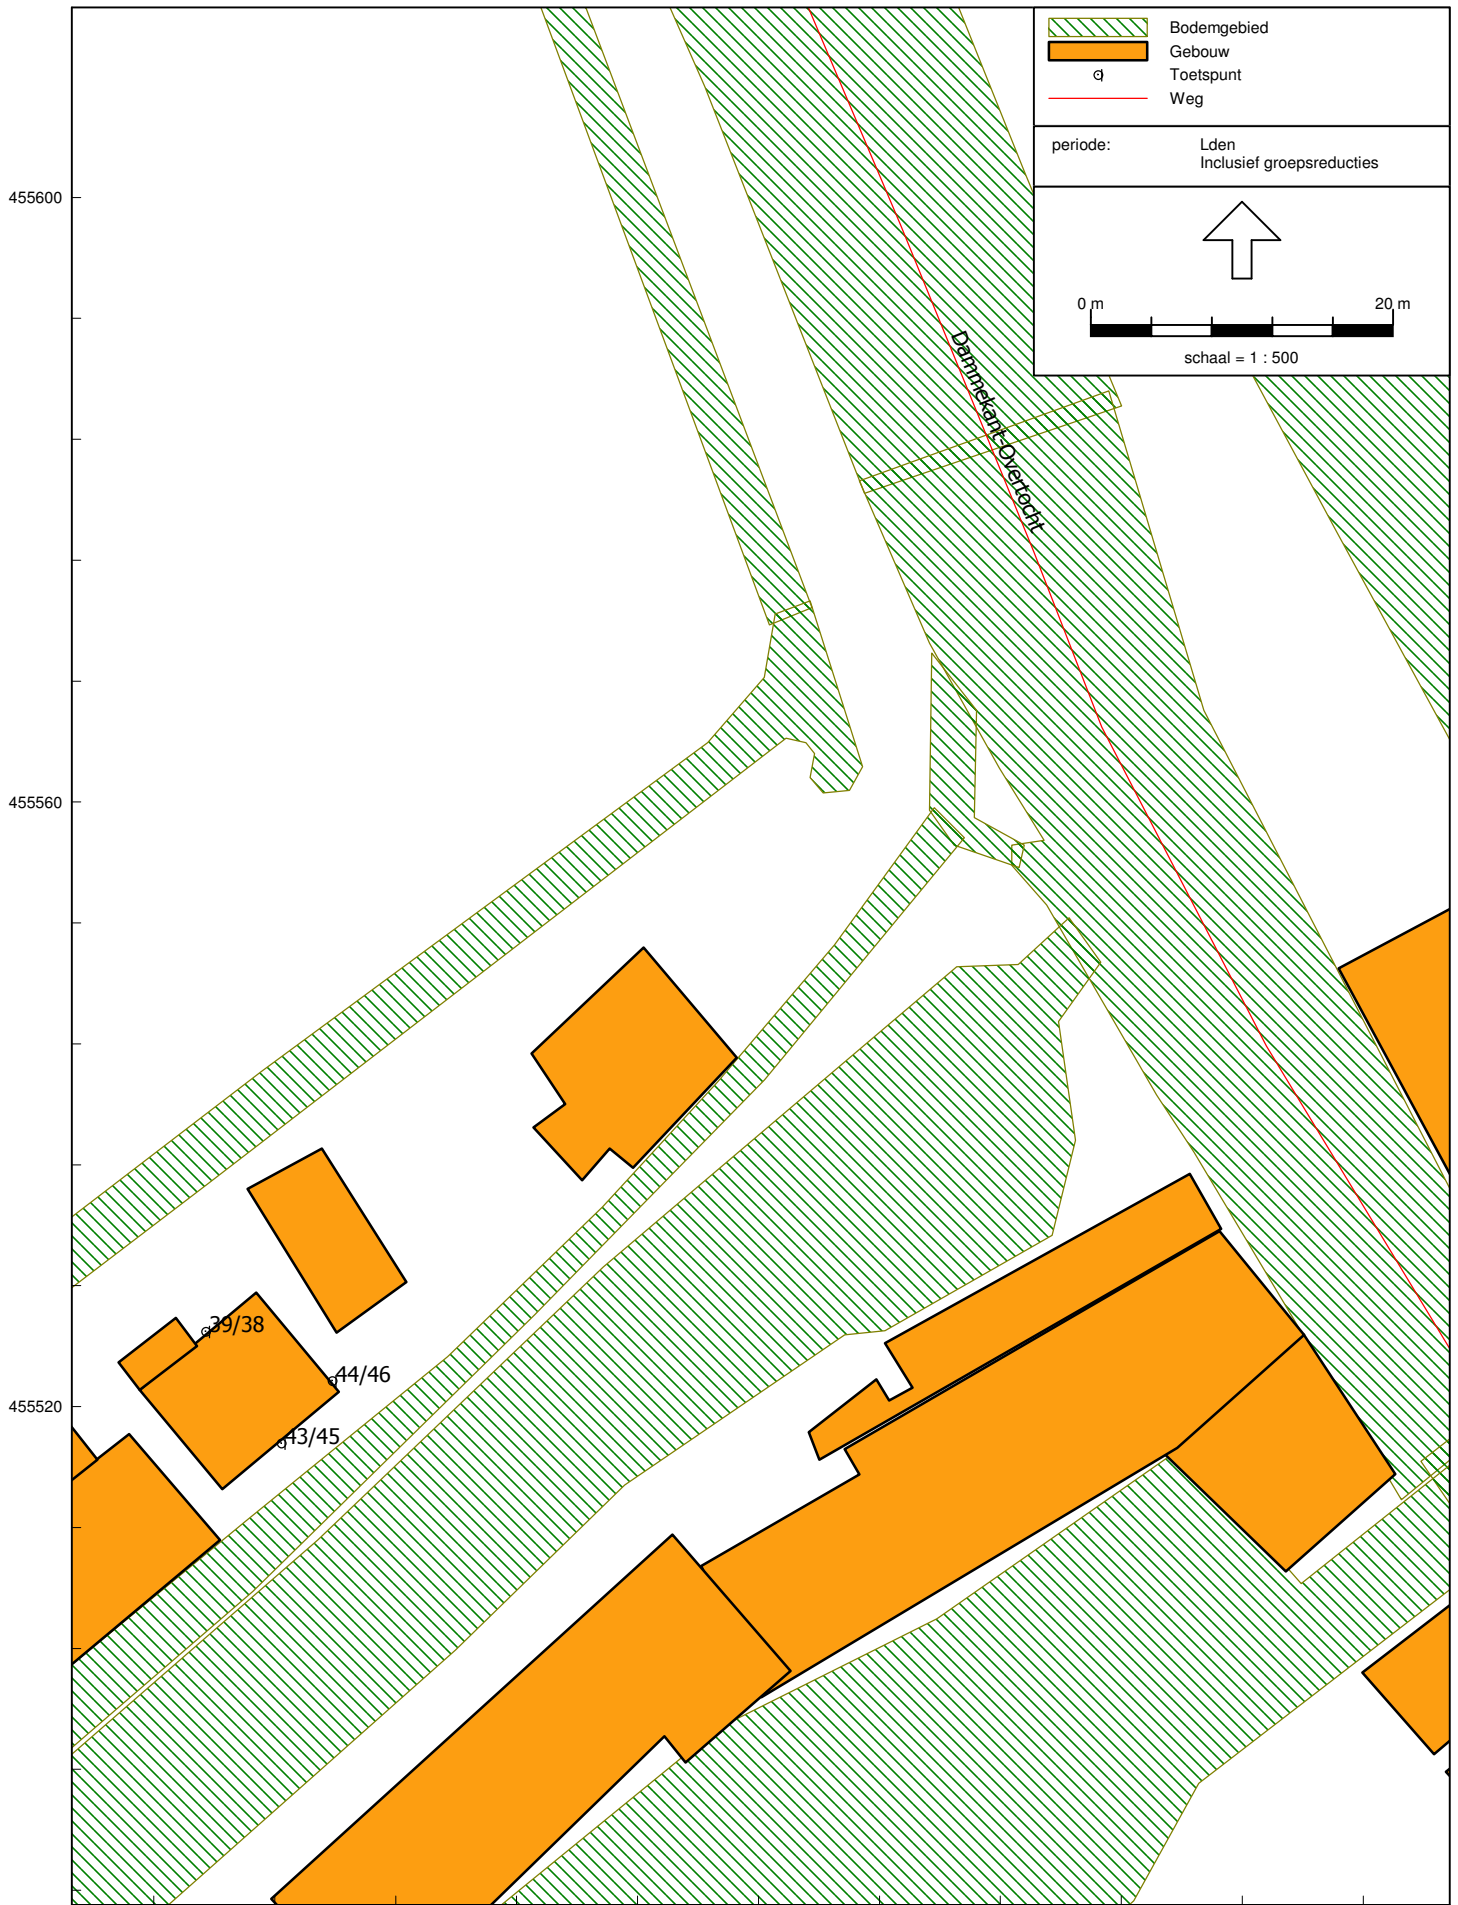 Bodemgebied
Gebouw
Toetspunt
Weg
periode: Lden
Inclusief groepsreducties
0 m 20 m
schaal = 1 : 500
455600
Dammekant-Overtocht
455560
39/38
44/46
455520
43/45